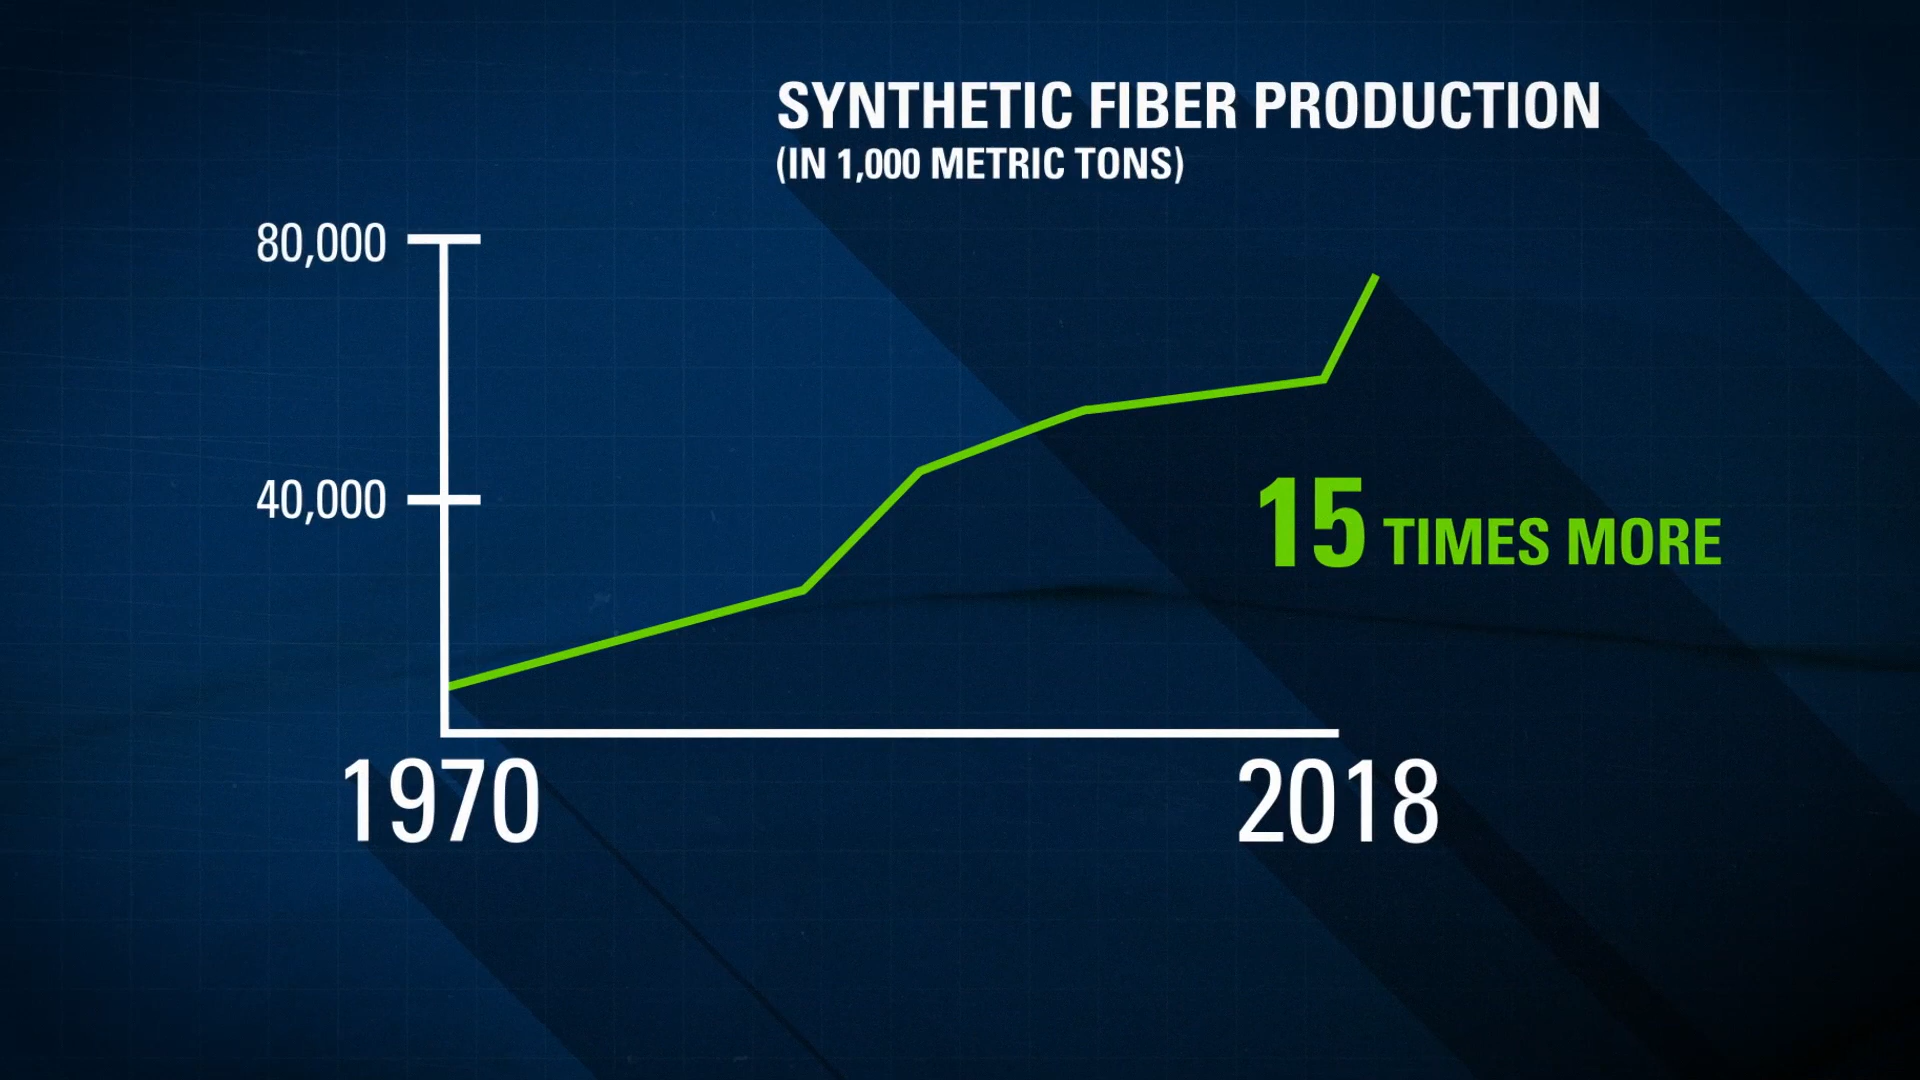 SYNTHETIC FIBER PRODUCTION
(IN 1,000 METRIC TONS)
80,000
40,000
15 TIMES MORE
1970
2018